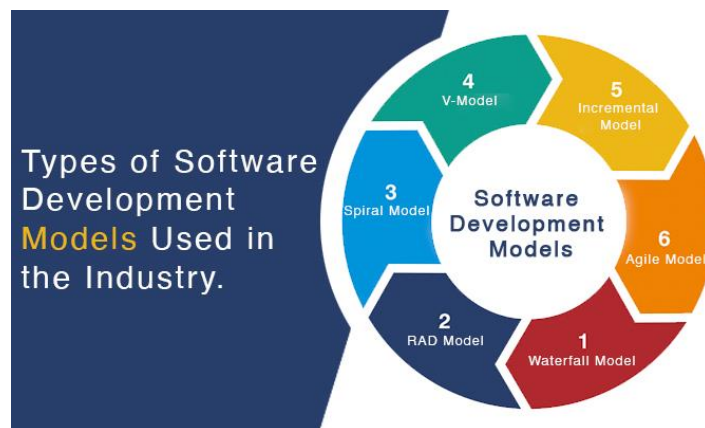 Types of Software
Development
Models Used in
the Industry.
Software
Development
Models
1
Waterfall Model
2
RAD Model
3
Spiral Model
4
V-Model
5
Incremental
Model
6
Agile Model